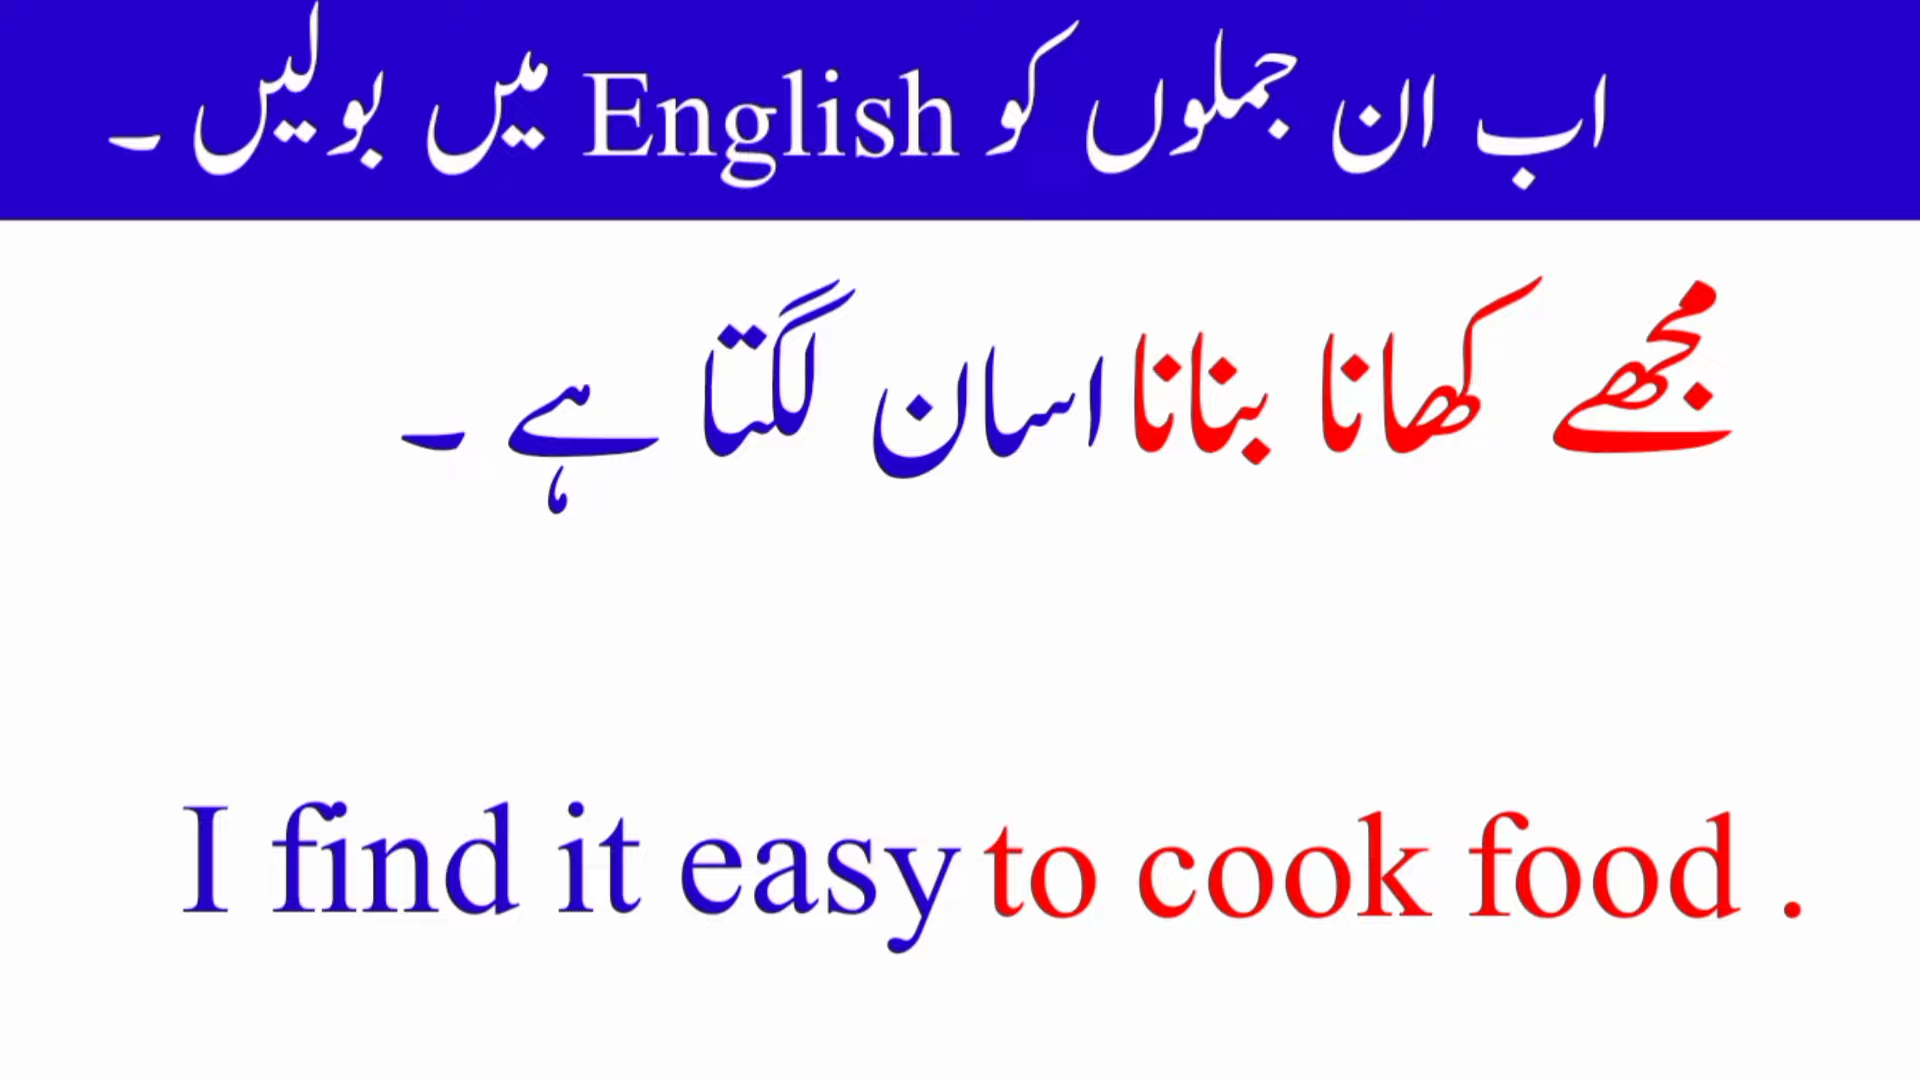 اب ان جملوں کو English میں بولیں ۔
مجھے کھانا بنانا اسان لگتا ہے ۔
I find it easy to cook food .